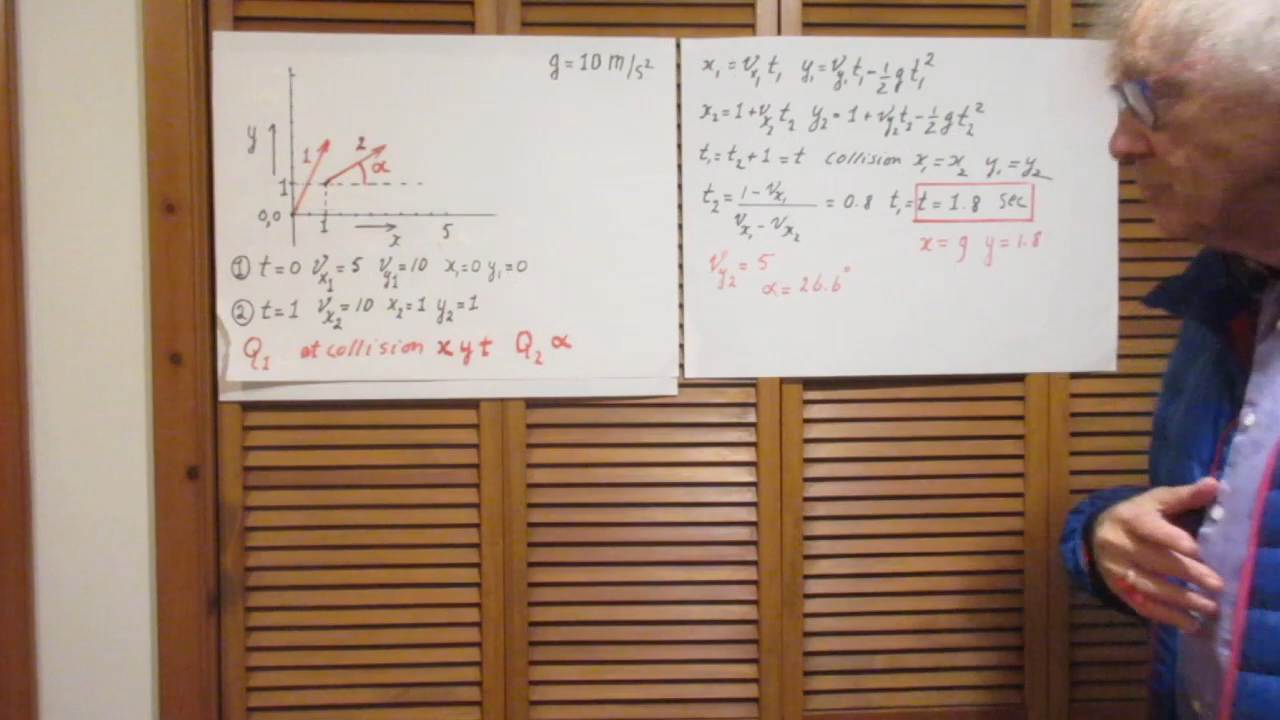 g = 10 m/s²
y
1 2 α
1
0,0 1 x 5
① t = 0 v_x₁ = 5 v_y₁ = 10 x₁ = 0 y₁ = 0
② t = 1 v_x₂ = 10 x₂ = 1 y₂ = 1
Q₁ at collision x y t Q₂ α
x₁ = v_x₁ t₁ y₁ = v_y₁ t₁ - ½ g t₁²
x₂ = 1 + v_x₂ t₂ y₂ = 1 + v_y₂ t₂ - ½ g t₂²
t₁ = t₂ + 1 = t collision x₁ = x₂ y₁ = y₂
t₂ = (1 - v_x₁) / (v_x₁ - v_x₂) = 0.8 t₁ = t = 1.8 sec
x = 9 y = 1.8
v_y₂ = 5
α = 26.6°